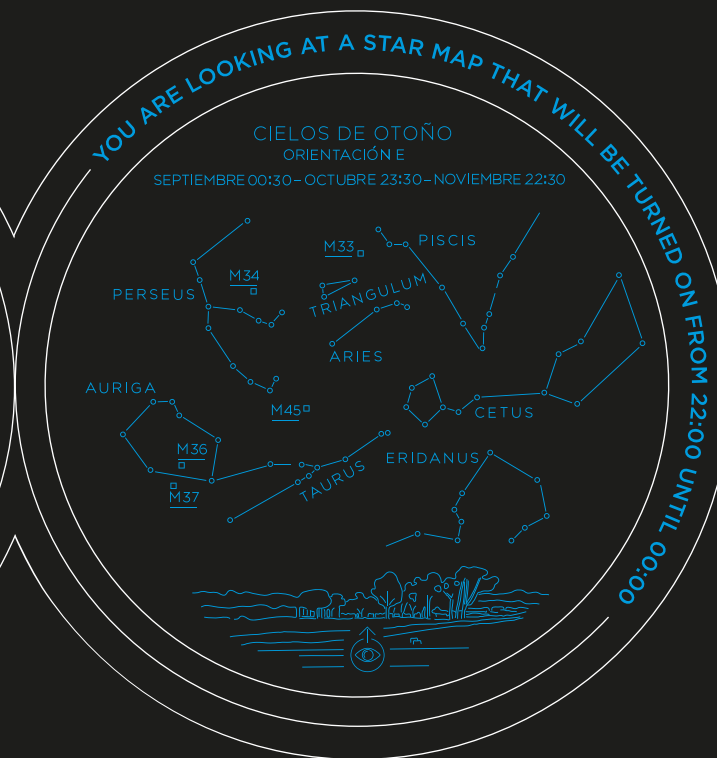 YOU ARE LOOKING AT A STAR MAP THAT WILL BE TURNED ON FROM 22:00 UNTIL 00:00
CIELOS DE OTOÑO
ORIENTACIÓN E
SEPTIEMBRE 00:30 – OCTUBRE 23:30 – NOVIEMBRE 22:30
M33
PISCIS
M34
PERSEUS
TRIANGULUM
ARIES
AURIGA
M45
CETUS
M36
ERIDANUS
TAURUS
M37